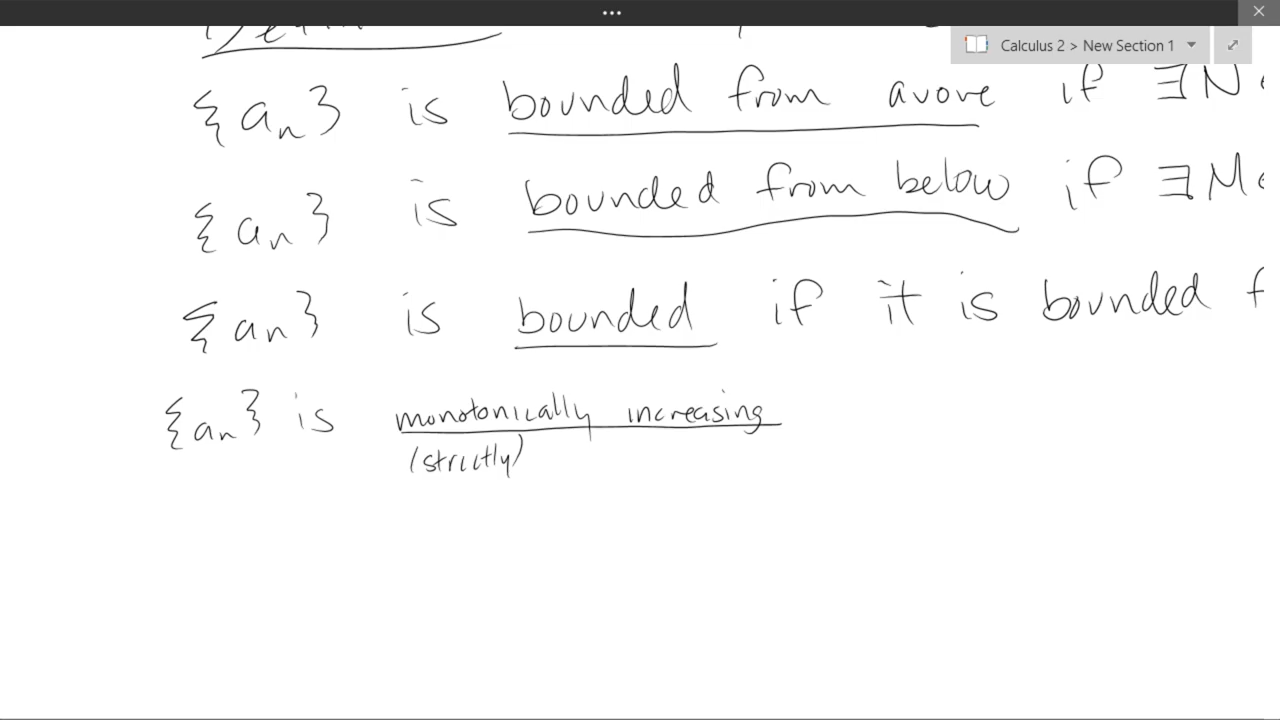 Calculus 2 > New Section 1
{aₙ} is bounded from avove if ∃N
{aₙ} is bounded from below if ∃M
{aₙ} is bounded if it is bounded f
{aₙ} is monotonically increasing
(strictly)